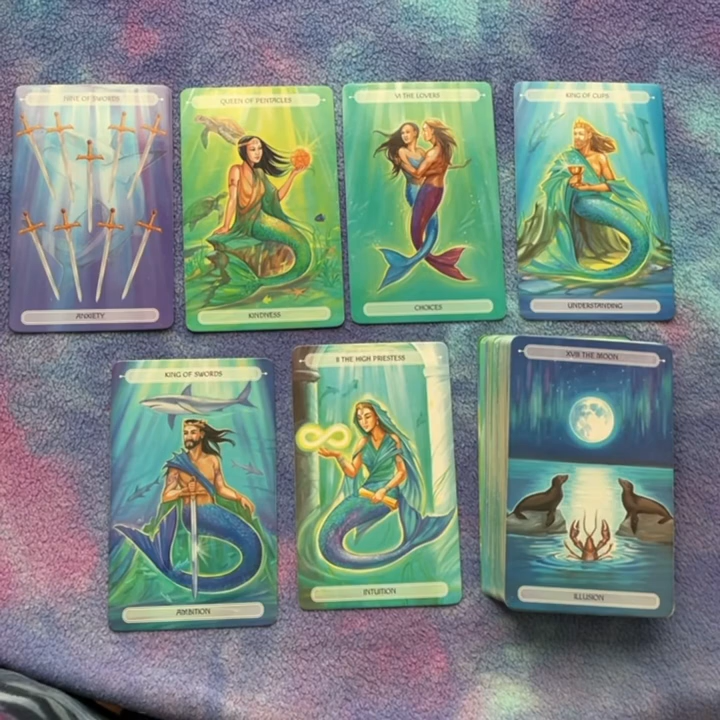 NINE OF SWORDS
QUEEN OF PENTACLES
VI THE LOVERS
KING OF CUPS
ANXIETY
KINDNESS
CHOICES
UNDERSTANDING
KING OF SWORDS
II THE HIGH PRIESTESS
XVIII THE MOON
AMBITION
INTUITION
ILLUSION